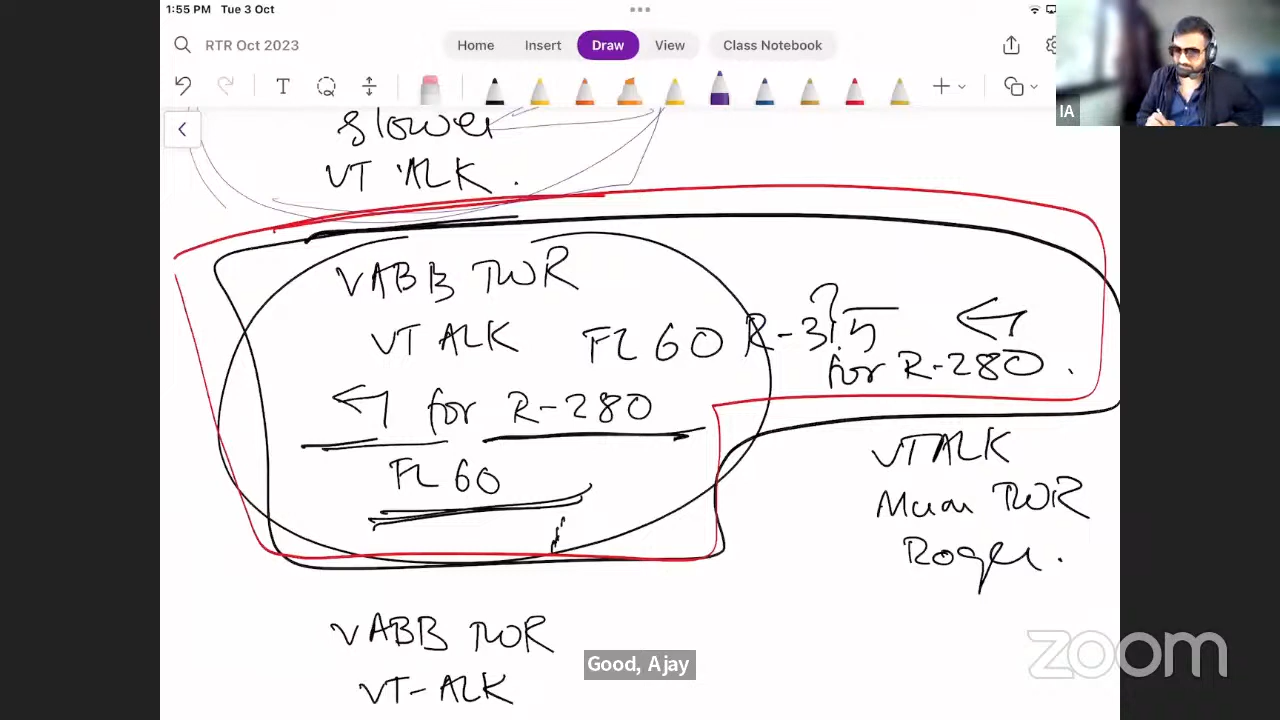 1:55 PM Tue 3 Oct
RTR Oct 2023
Home Insert Draw View Class Notebook
IA
slower
VT ALK .
VABB TWR
VT ALK FL 60 R-315
for R-280 .
for R-280
FL 60
VT ALK
Mum TWR
Roger .
VABB TWR
VT-ALK
Good, Ajay
zoom